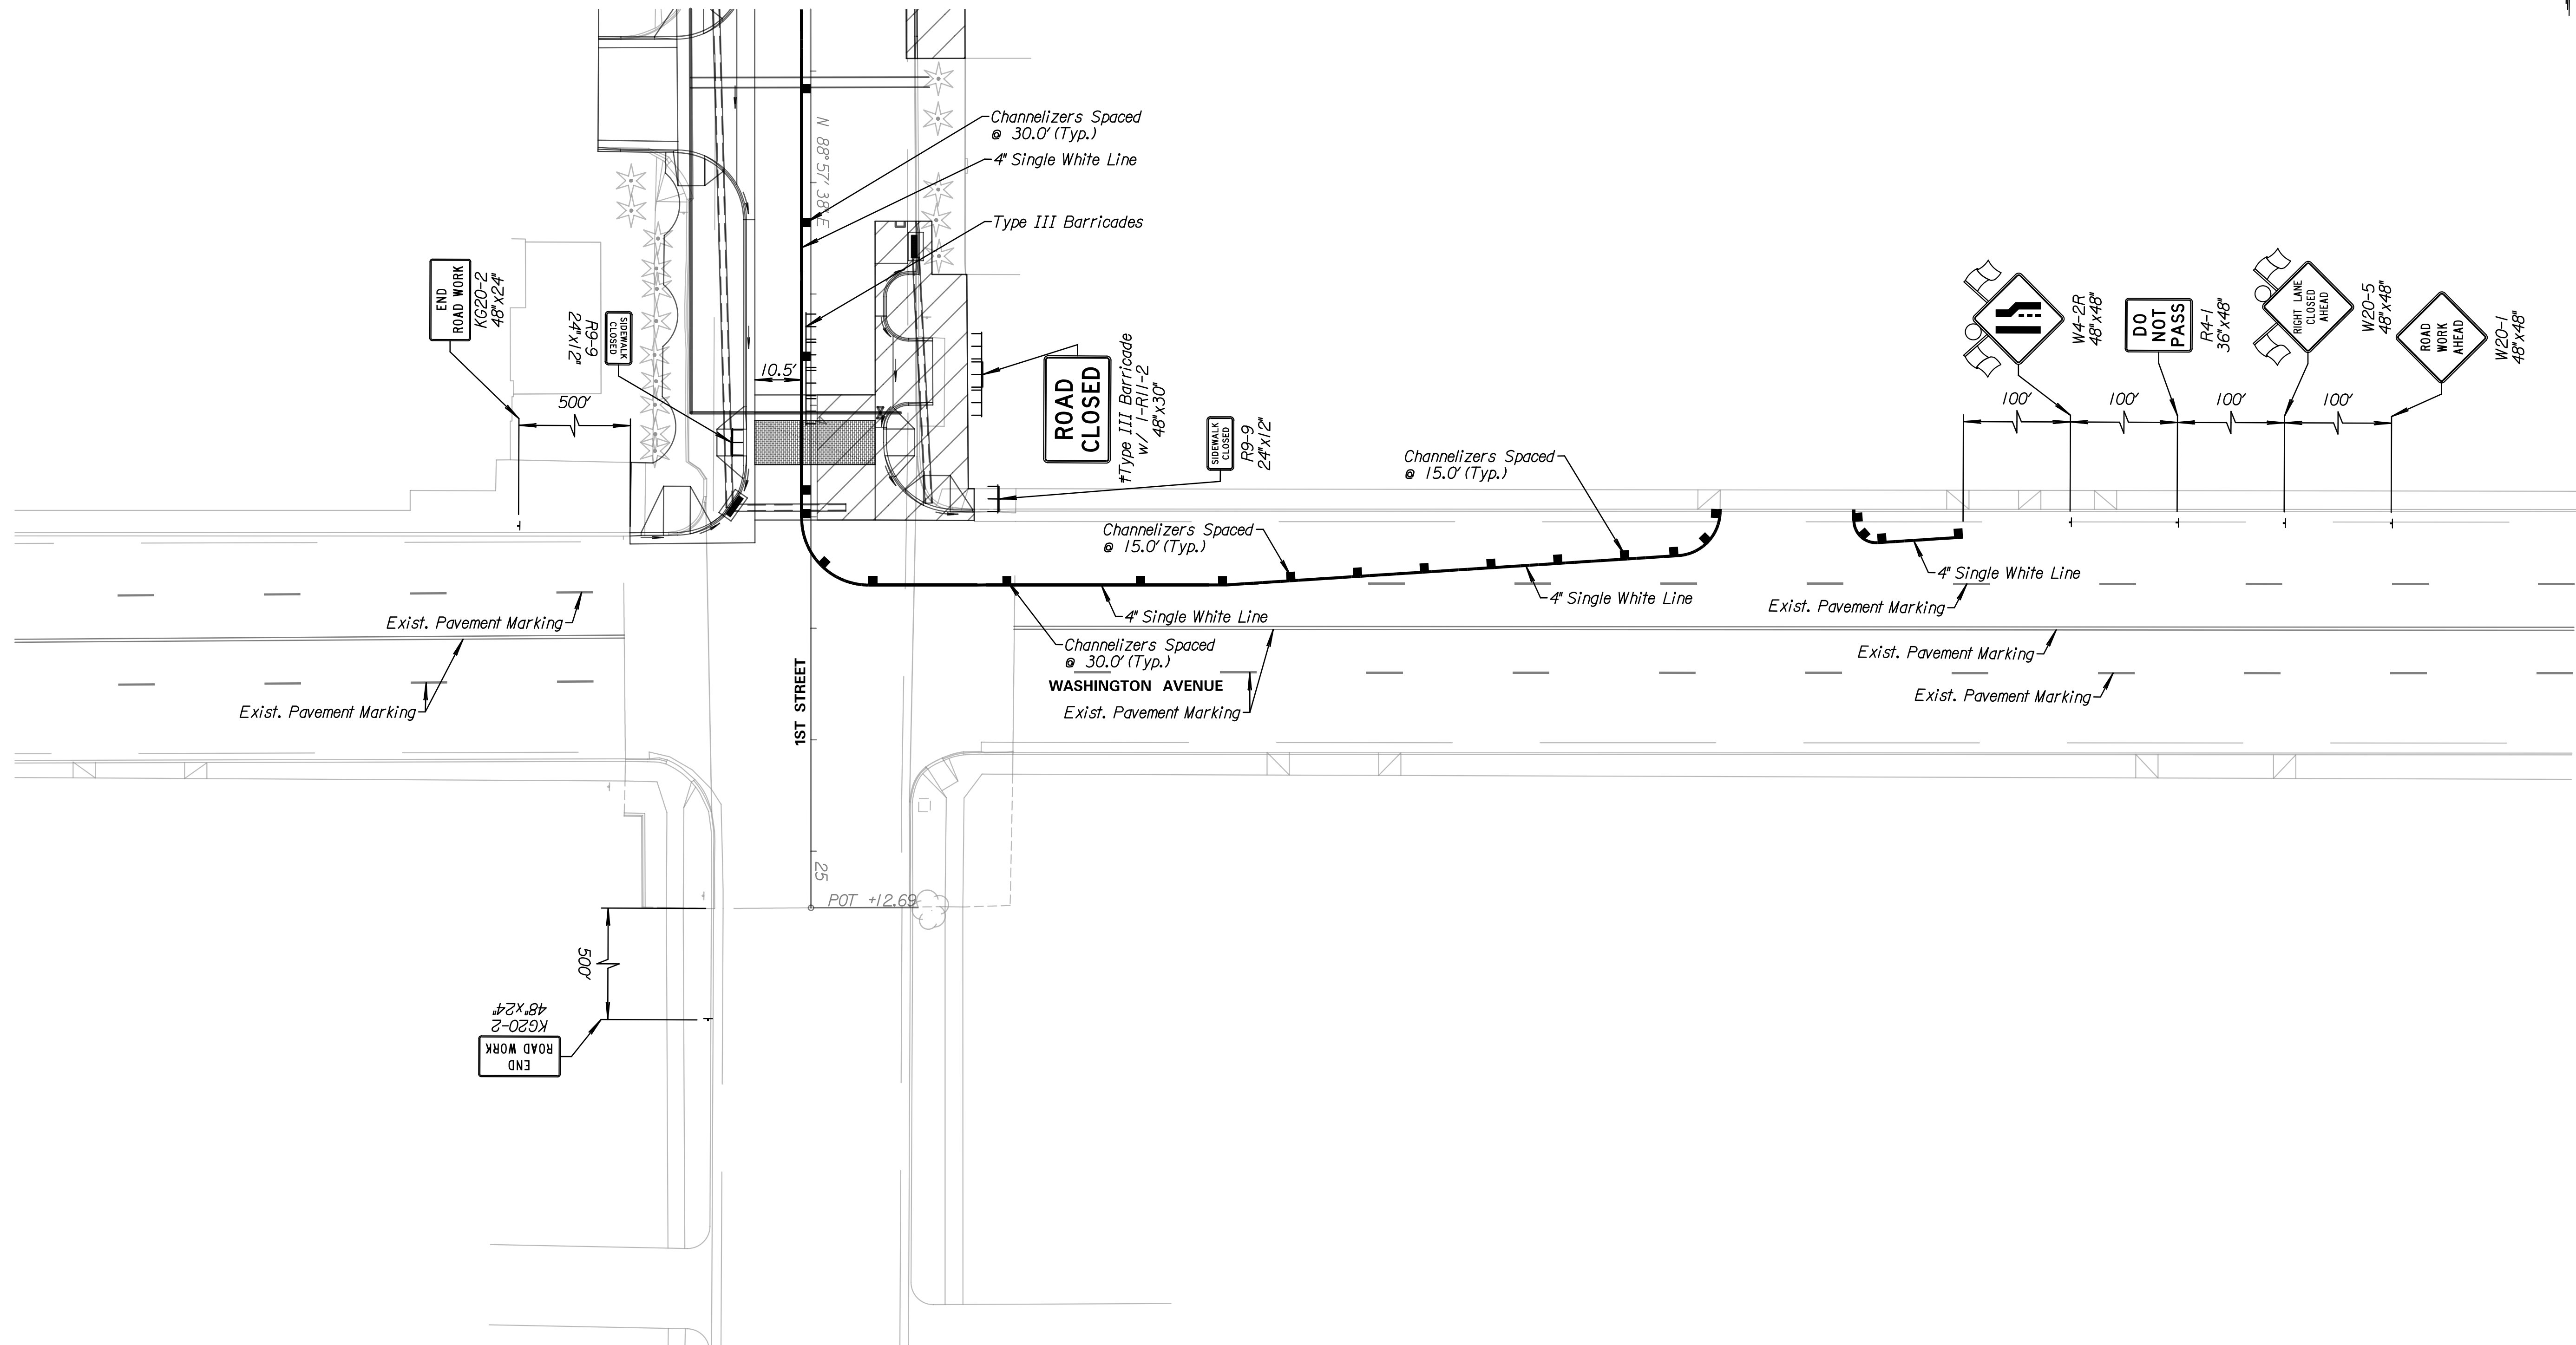 Channelizers Spaced
@ 30.0' (Typ.)
4" Single White Line
Type III Barricades
N 88°57' 38" E
END
ROAD WORK
KG20-2
48"x24"
SIDEWALK
CLOSED
R9-9
24"x12"
500'
10.5'
ROAD
CLOSED
†Type III Barricade
w/ 1-R11-2
48"x30"
SIDEWALK
CLOSED
R9-9
24"x12"
W4-2R
48"x48"
DO
NOT
PASS
R4-1
36"x48"
RIGHT LANE
CLOSED
AHEAD
W20-5
48"x48"
ROAD
WORK
AHEAD
W20-1
48"x48"
100'
100'
100'
100'
Channelizers Spaced
@ 15.0' (Typ.)
Channelizers Spaced
@ 15.0' (Typ.)
4" Single White Line
4" Single White Line
4" Single White Line
Channelizers Spaced
@ 30.0' (Typ.)
Exist. Pavement Marking
Exist. Pavement Marking
Exist. Pavement Marking
Exist. Pavement Marking
Exist. Pavement Marking
Exist. Pavement Marking
WASHINGTON AVENUE
1ST STREET
25
POT +12.69
500'
KG20-2
48"x24"
END
ROAD WORK